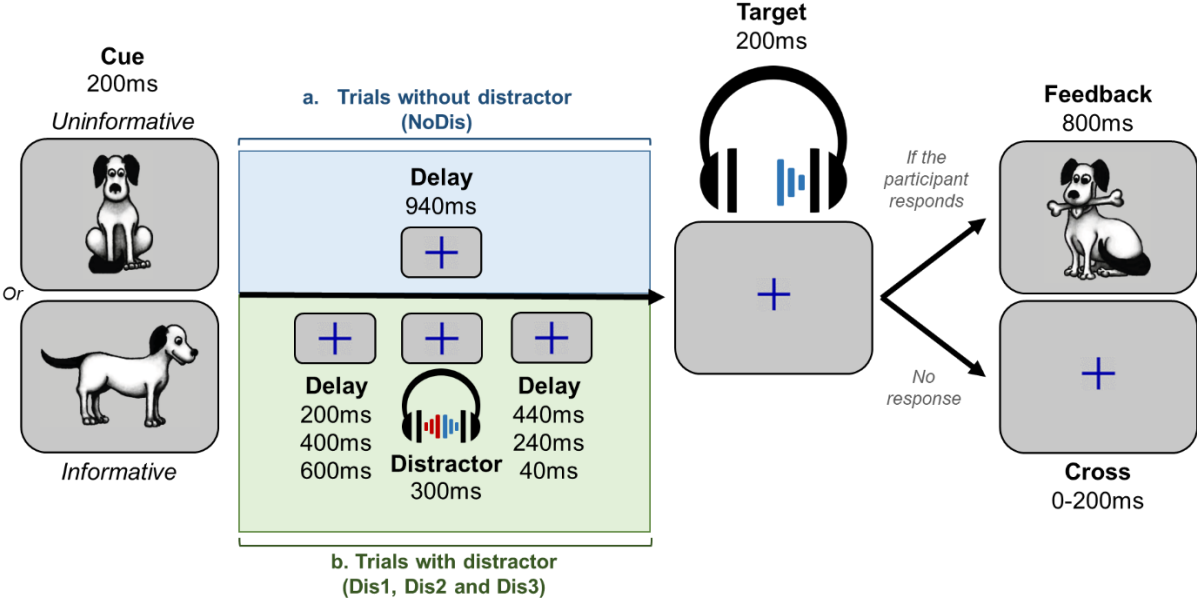 Cue
200ms
Uninformative
Or
Informative
a. Trials without distractor
(NoDis)
Delay
940ms
Delay
200ms
400ms
600ms
Distractor
300ms
Delay
440ms
240ms
40ms
b. Trials with distractor
(Dis1, Dis2 and Dis3)
Target
200ms
If the
participant
responds
No
response
Feedback
800ms
Cross
0-200ms